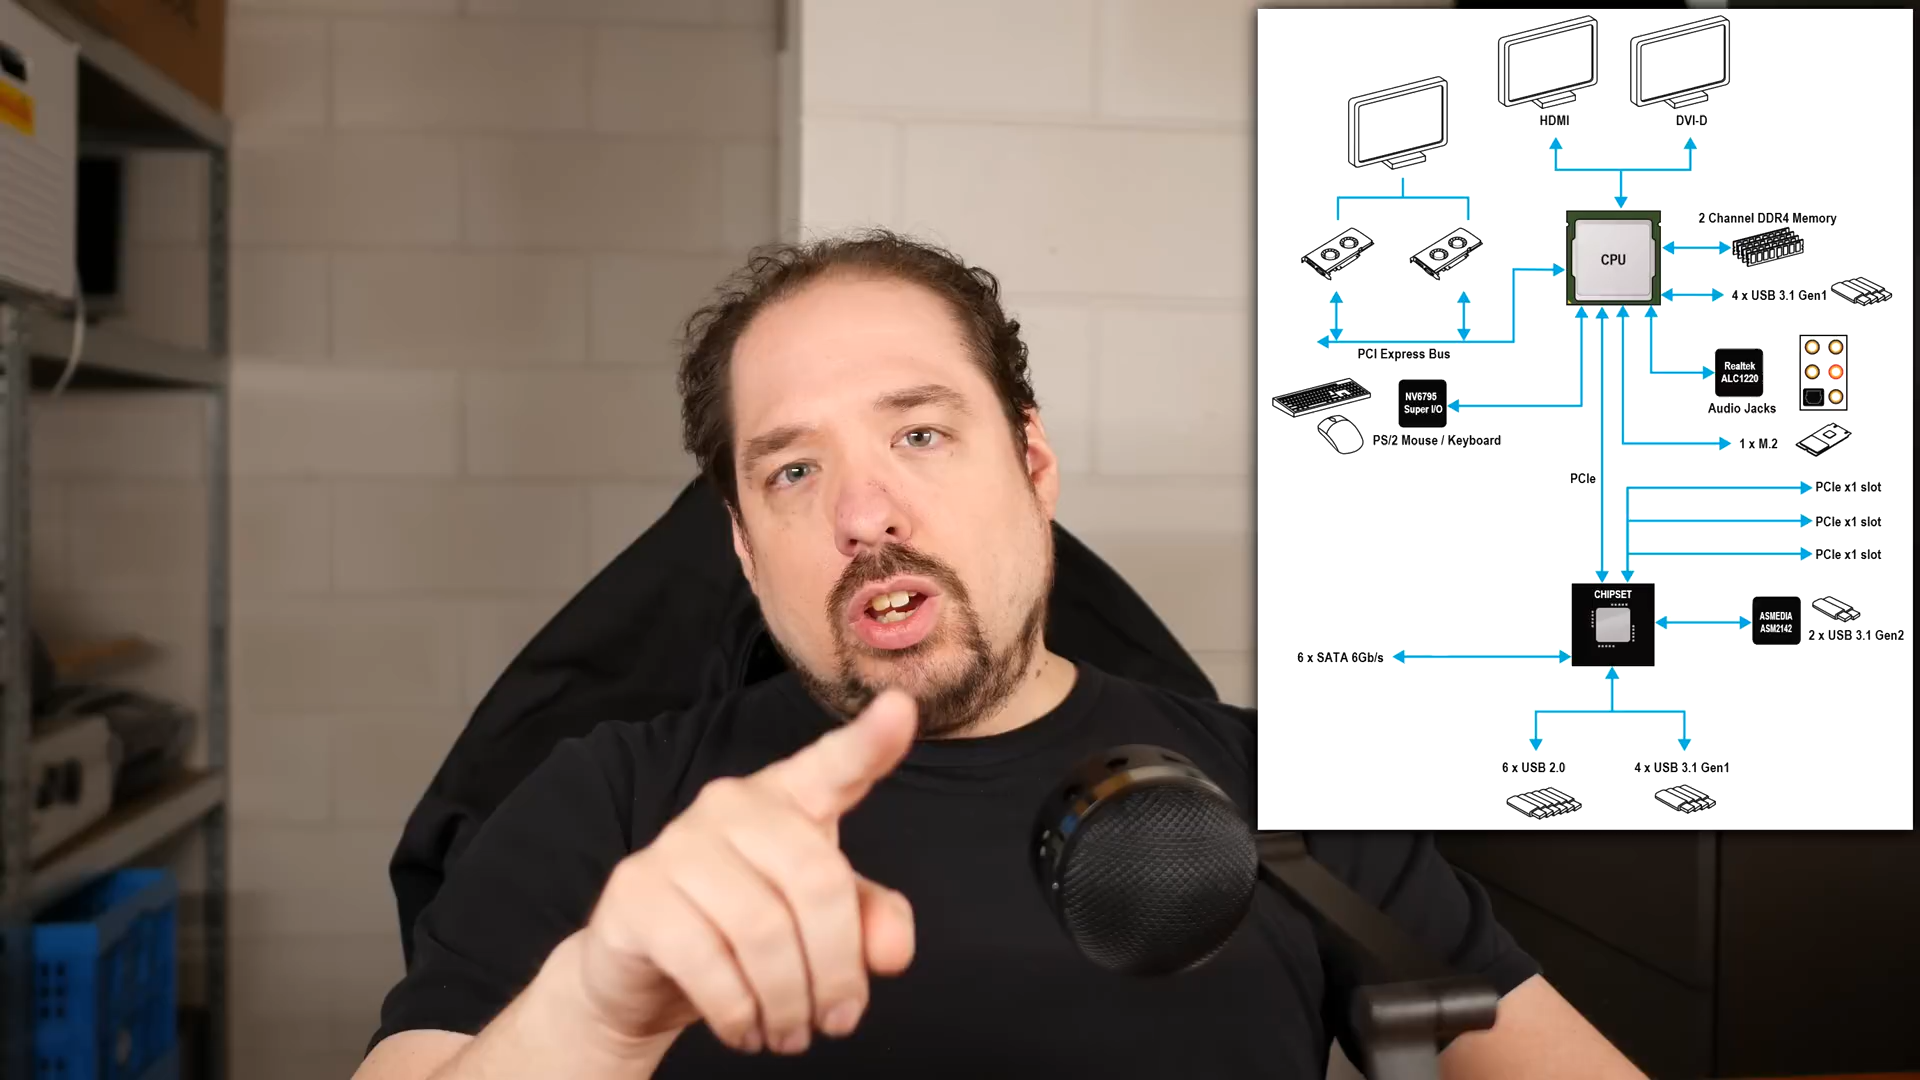 HDMI
DVI-D
2 Channel DDR4 Memory
CPU
4 x USB 3.1 Gen1
PCI Express Bus
Realtek
ALC1220
Audio Jacks
NV6795
Super I/O
PS/2 Mouse / Keyboard
1 x M.2
PCIe
PCIe x1 slot
PCIe x1 slot
PCIe x1 slot
CHIPSET
ASMEDIA
ASM2142
2 x USB 3.1 Gen2
6 x SATA 6Gb/s
6 x USB 2.0
4 x USB 3.1 Gen1